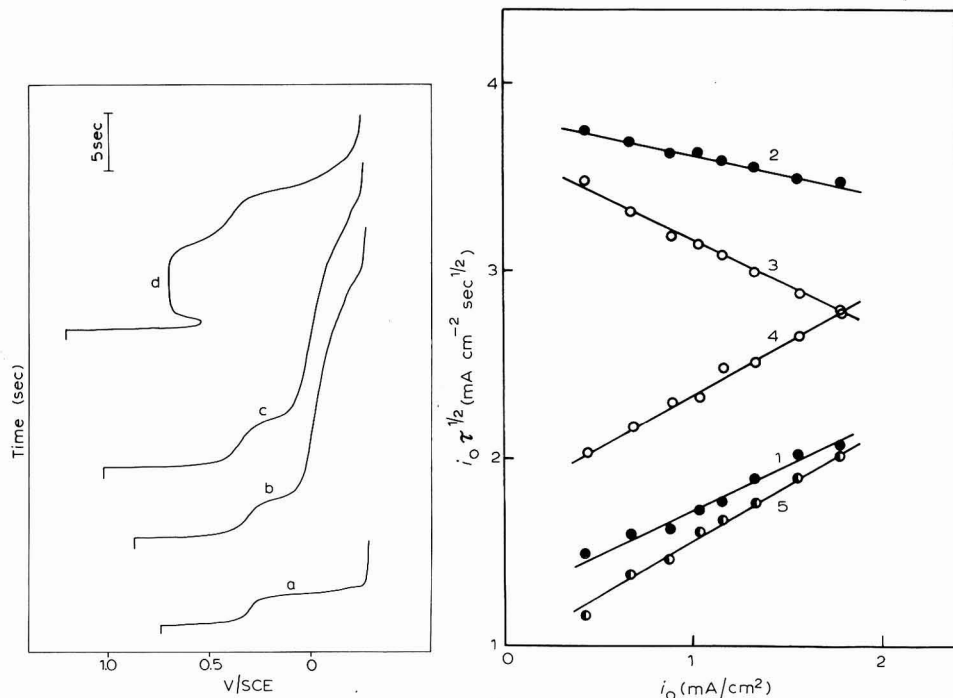 5sec
d
c
b
a
Time (sec)
1.0
0.5
0
V/SCE
4
3
2
1
2
3
4
1
5
i₀ τ^1/2 (mA cm⁻² sec^1/2)
0
1
2
i₀ (mA/cm²)